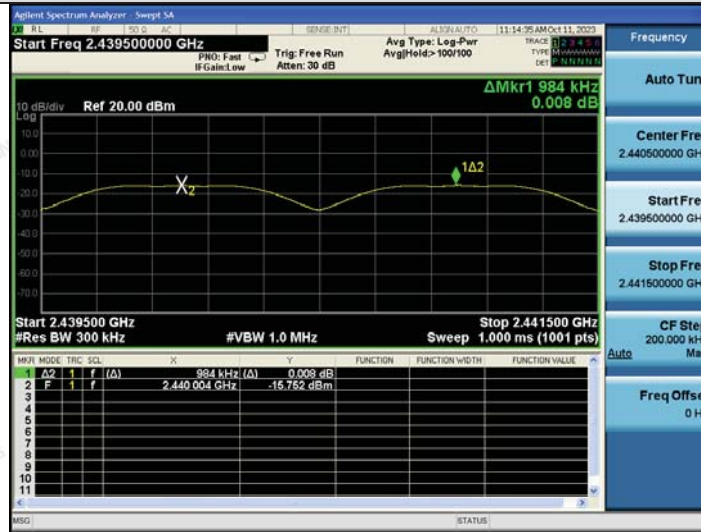 Agilent Spectrum Analyzer - Swept SA
RL RF 50 Ω AC SENSE:INT ALIGN AUTO 11:14:35 AM Oct 11, 2023
Start Freq 2.439500000 GHz
PNO: Fast
IFGain:Low
Trig: Free Run
Atten: 30 dB
Avg Type: Log-Pwr
Avg|Hold:>100/100
TRACE 1 2 3 4 5 6
TYPE
DET P N N N N N
ΔMkr1 984 kHz
0.008 dB
10 dB/div Ref 20.00 dBm
Log
10.0
0.00
-10.0
-20.0
-30.0
-40.0
-50.0
-60.0
-70.0
X2
1Δ2
Start 2.439500 GHz Stop 2.441500 GHz
#Res BW 300 kHz #VBW 1.0 MHz Sweep 1.000 ms (1001 pts)
MKR MODE TRC SCL X Y FUNCTION FUNCTION WIDTH FUNCTION VALUE
1 Δ2 1 f (Δ) 984 kHz (Δ) 0.008 dB
2 F 1 f 2.440 004 GHz -15.752 dBm
3
4
5
6
7
8
9
10
11
MSG STATUS
Frequency
Auto Tun
Center Fre
2.440500000 GH
Start Fre
2.439500000 GH
Stop Fre
2.441500000 GH
CF Ste
200.000 kH
Auto Ma
Freq Offse
0 H